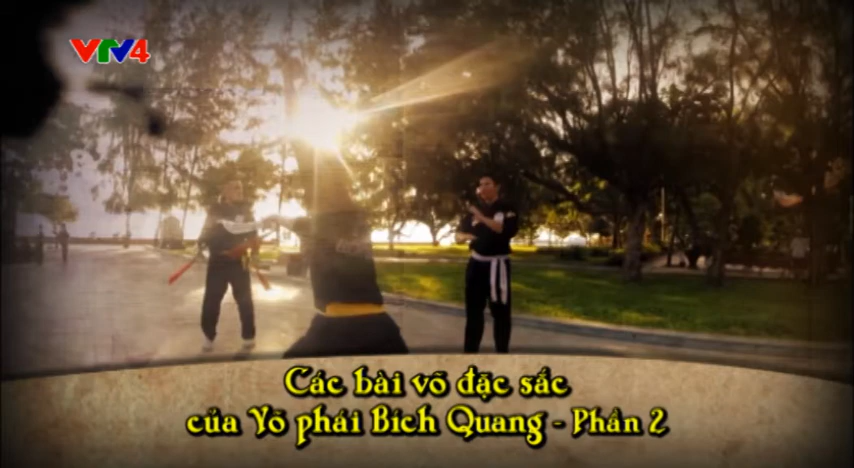 VTV4
Các bài võ đặc sắc
của Võ phái Bích Quang - Phần 2